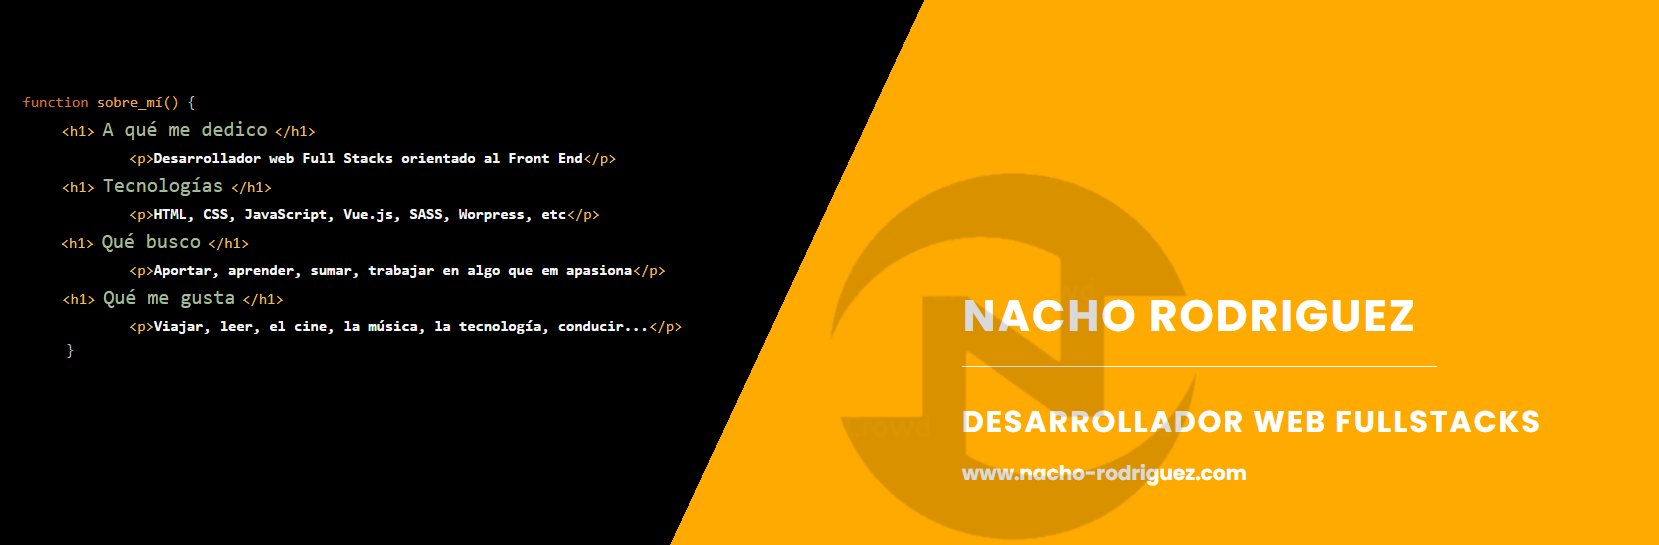 function sobre_mí() {
<h1> A qué me dedico </h1>
<p>Desarrollador web Full Stacks orientado al Front End</p>
<h1> Tecnologías </h1>
<p>HTML, CSS, JavaScript, Vue.js, SASS, Worpress, etc</p>
<h1> Qué busco </h1>
<p>Aportar, aprender, sumar, trabajar en algo que em apasiona</p>
<h1> Qué me gusta </h1>
<p>Viajar, leer, el cine, la música, la tecnología, conducir...</p>
}
NACHO RODRIGUEZ
DESARROLLADOR WEB FULLSTACKS
www.nacho-rodriguez.com